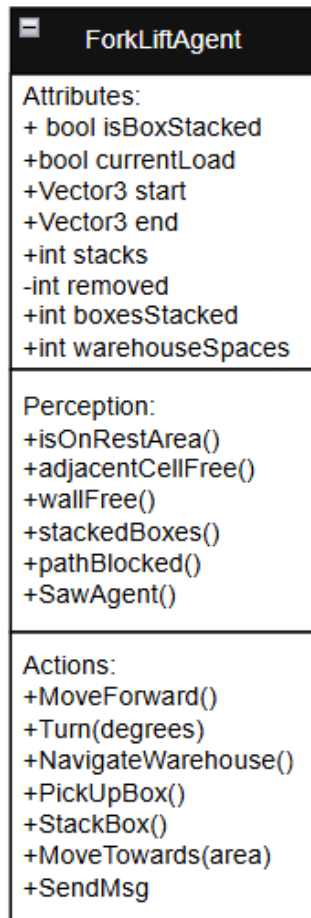 ForkLiftAgent
Attributes:
+ bool isBoxStacked
+bool currentLoad
+Vector3 start
+Vector3 end
+int stacks
-int removed
+int boxesStacked
+int warehouseSpaces
Perception:
+isOnRestArea()
+adjacentCellFree()
+wallFree()
+stackedBoxes()
+pathBlocked()
+SawAgent()
Actions:
+MoveForward()
+Turn(degrees)
+NavigateWarehouse()
+PickUpBox()
+StackBox()
+MoveTowards(area)
+SendMsg